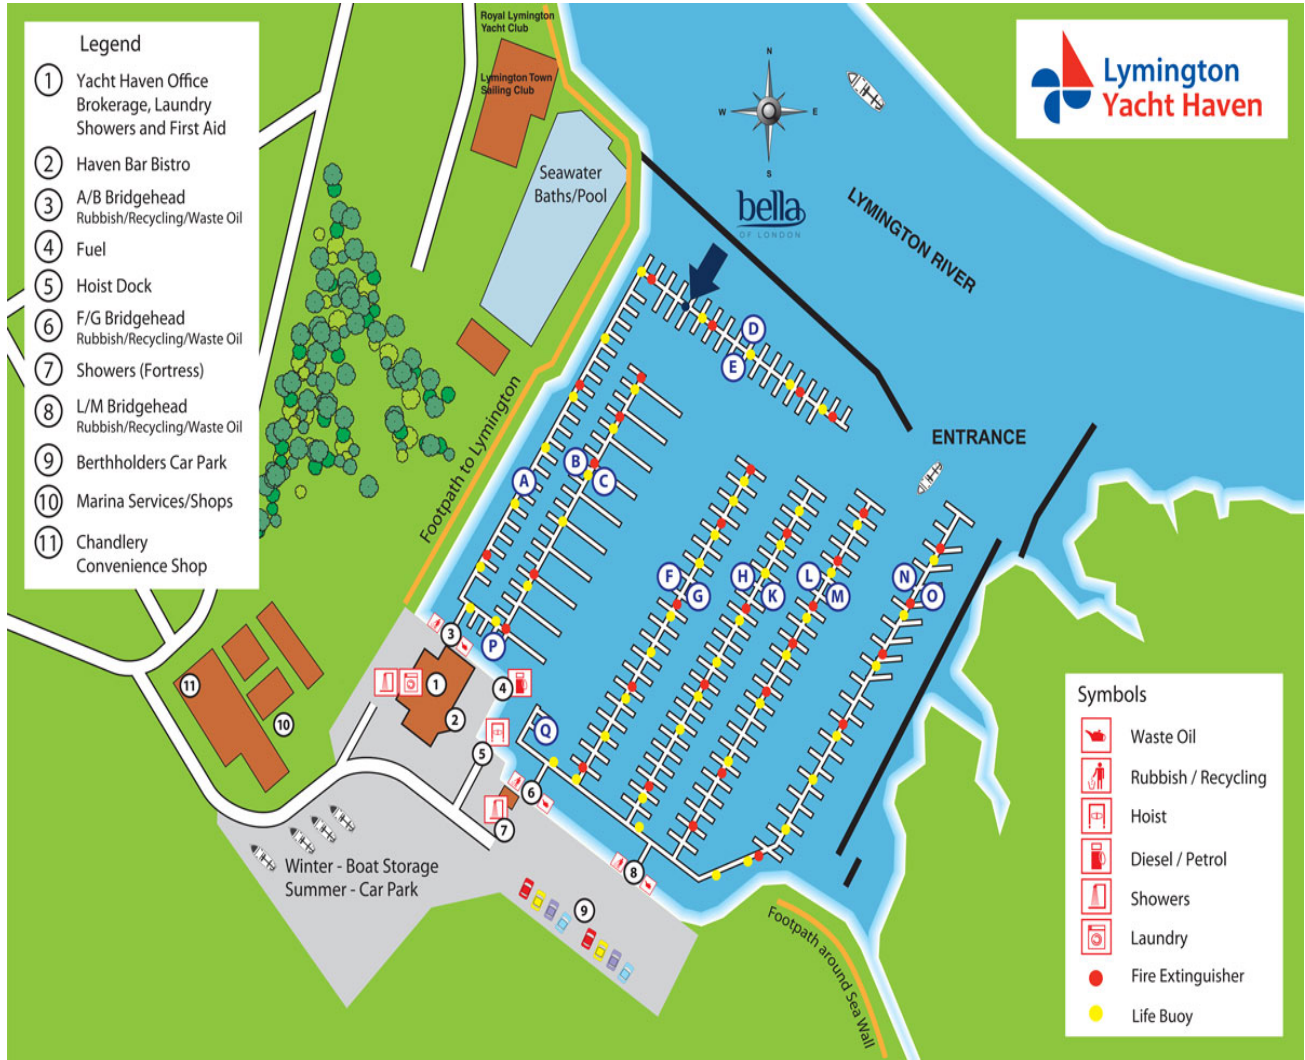 Legend
1
Yacht Haven Office
Brokerage, Laundry
Showers and First Aid
2
Haven Bar Bistro
3
A/B Bridgehead
Rubbish/Recycling/Waste Oil
4
Fuel
5
Hoist Dock
6
F/G Bridgehead
Rubbish/Recycling/Waste Oil
7
Showers (Fortress)
8
L/M Bridgehead
Rubbish/Recycling/Waste Oil
9
Berthholders Car Park
10
Marina Services/Shops
11
Chandlery
Convenience Shop
Royal Lymington
Yacht Club
Lymington Town
Sailing Club
Seawater
Baths/Pool
N
W
E
S
bella
OF LONDON
LYMINGTON RIVER
Lymington
Yacht Haven
D
E
ENTRANCE
Footpath to Lymington
A
B
C
F
G
H
K
L
M
N
O
P
Q
3
1
2
4
5
6
7
8
9
10
11
Winter - Boat Storage
Summer - Car Park
Footpath around Sea Wall
Symbols
Waste Oil
Rubbish / Recycling
Hoist
Diesel / Petrol
Showers
Laundry
Fire Extinguisher
Life Buoy